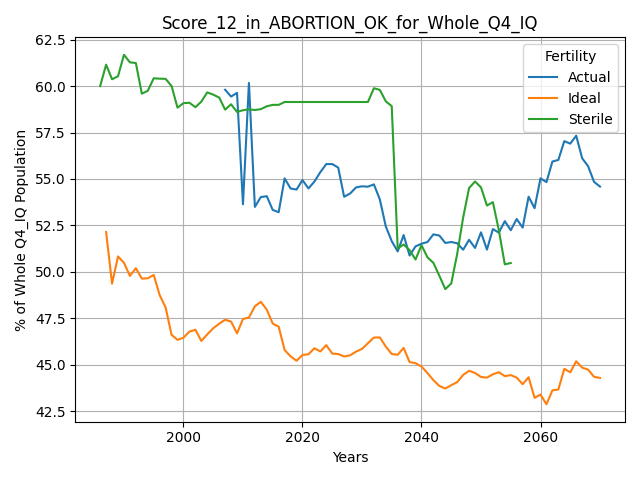 Score_12_in_ABORTION_OK_for_Whole_Q4_IQ
% of Whole Q4_IQ Population
62.5
60.0
57.5
55.0
52.5
50.0
47.5
45.0
42.5
Fertility
Actual
Ideal
Sterile
2000
2020
2040
2060
Years